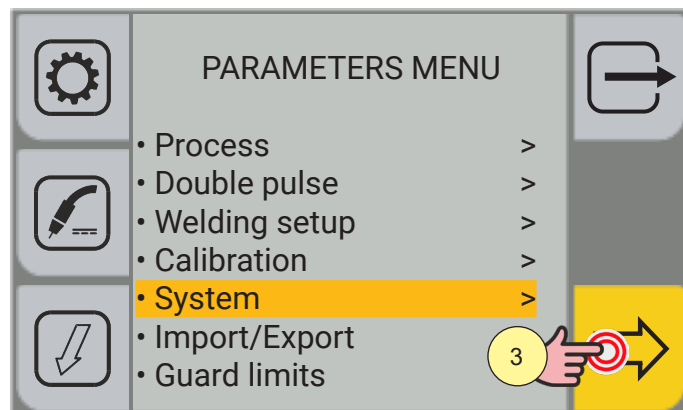 PARAMETERS MENU
• Process >
• Double pulse >
• Welding setup >
• Calibration >
• System >
• Import/Export
• Guard limits
3